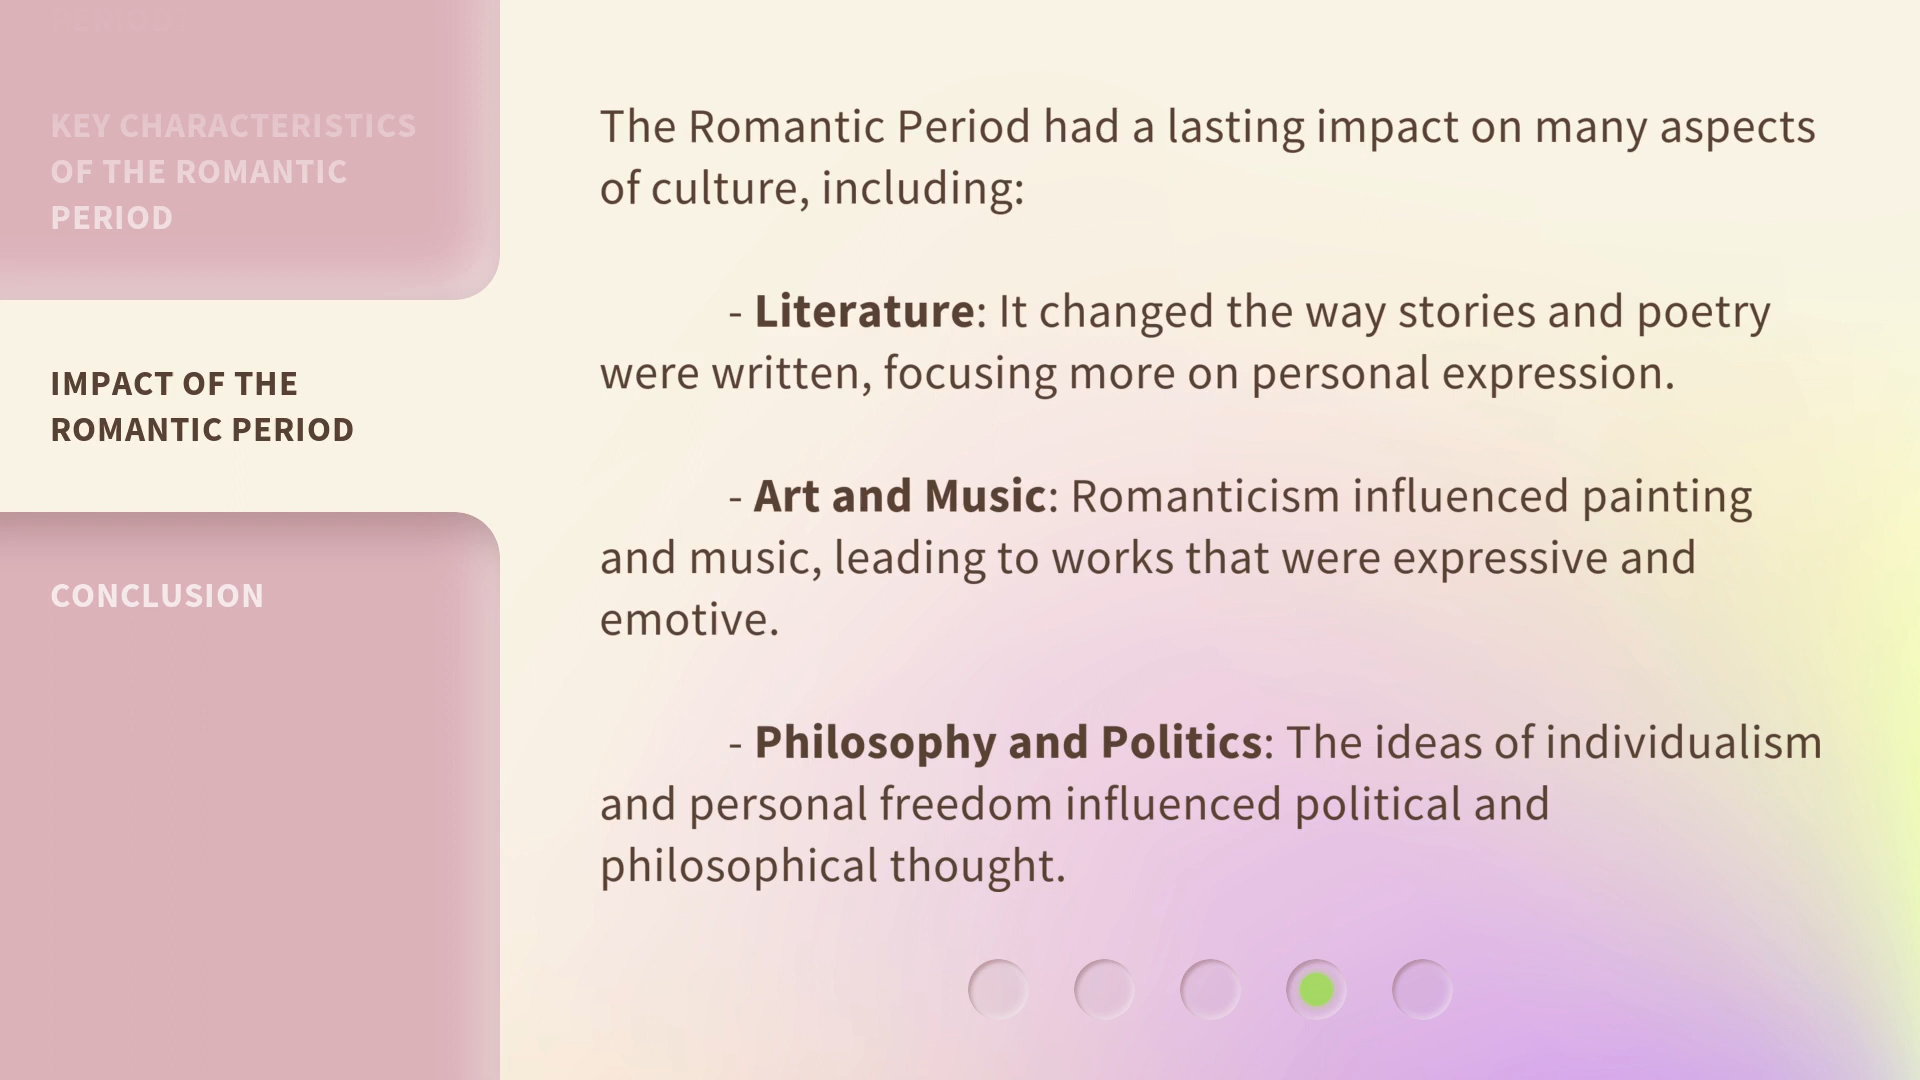 PERIOD?
KEY CHARACTERISTICS
OF THE ROMANTIC
PERIOD
IMPACT OF THE
ROMANTIC PERIOD
CONCLUSION
The Romantic Period had a lasting impact on many aspects
of culture, including:
- Literature: It changed the way stories and poetry
were written, focusing more on personal expression.
- Art and Music: Romanticism influenced painting
and music, leading to works that were expressive and
emotive.
- Philosophy and Politics: The ideas of individualism
and personal freedom influenced political and
philosophical thought.